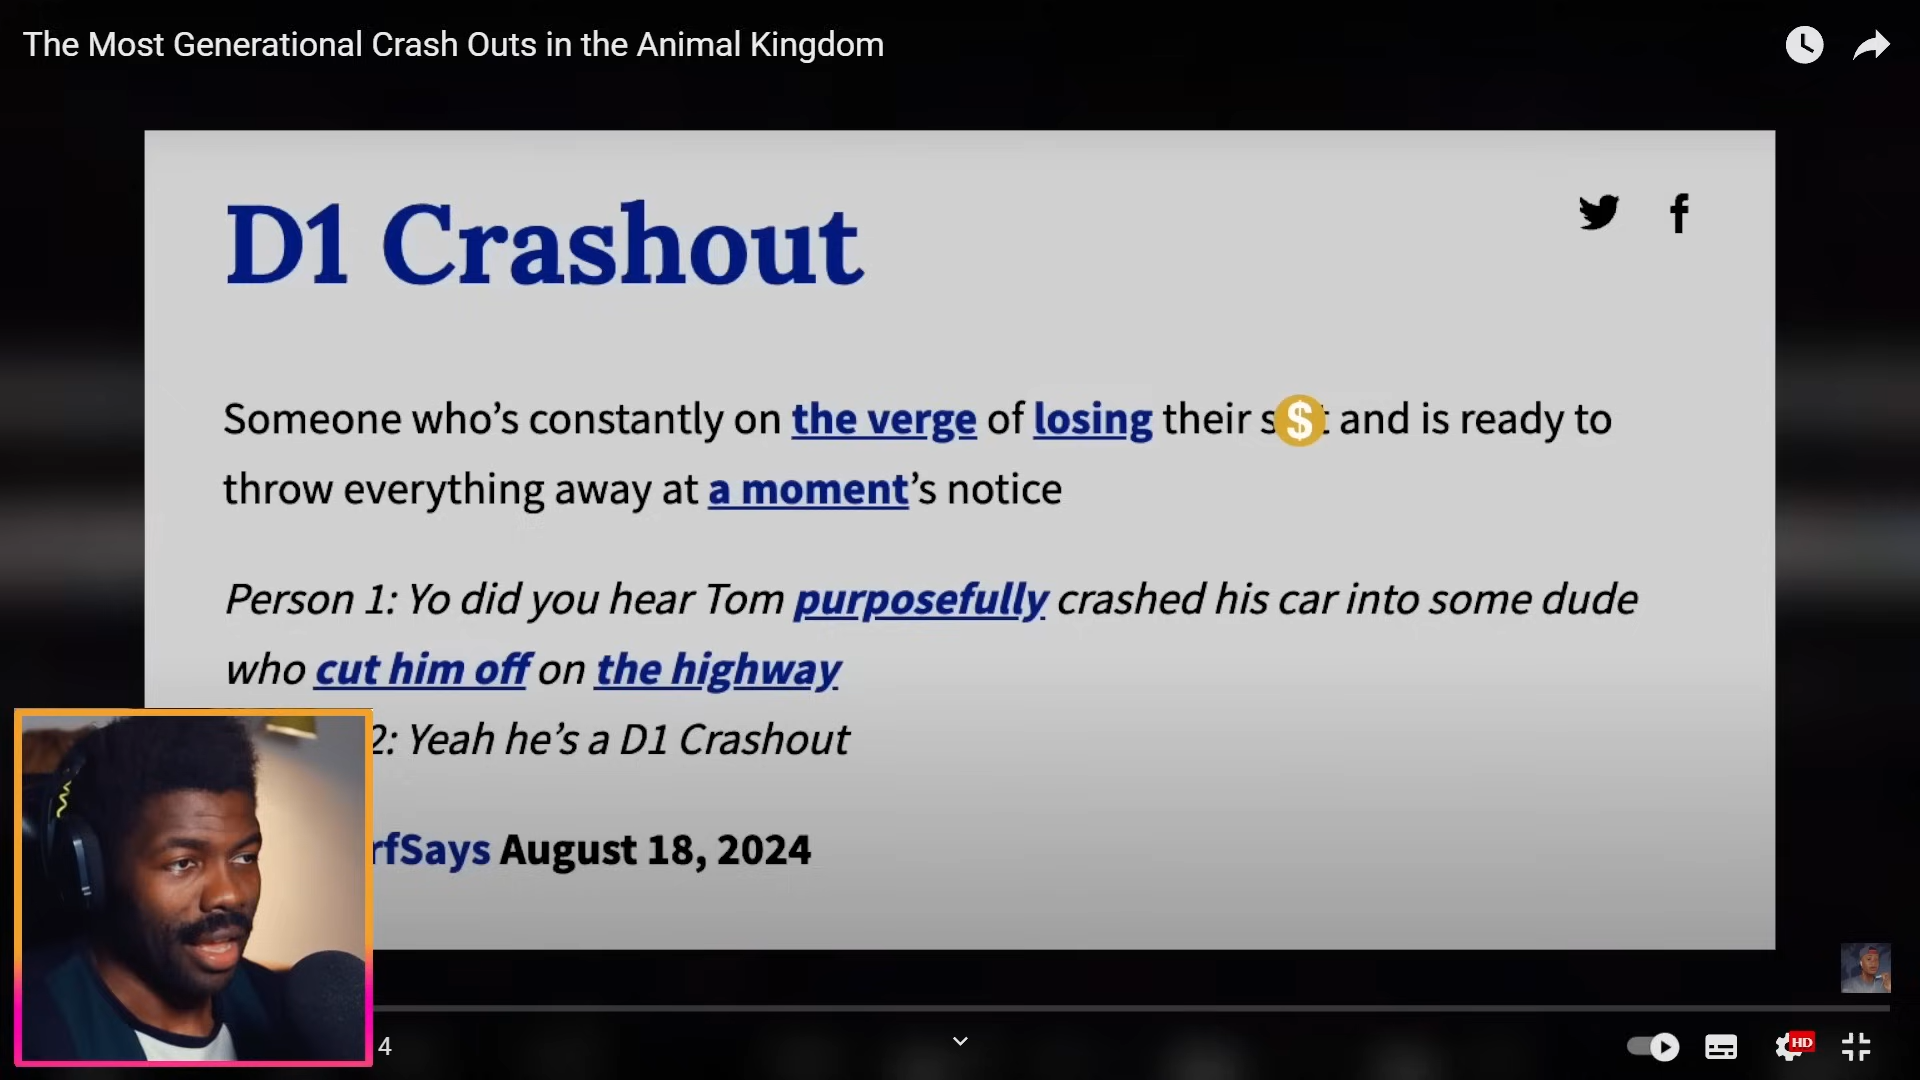 The Most Generational Crash Outs in the Animal Kingdom
D1 Crashout
Someone who's constantly on the verge of losing their and is ready to
throw everything away at a moment's notice
Person 1: Yo did you hear Tom purposefully crashed his car into some dude
who cut him off on the highway
2: Yeah he's a D1 Crashout
rfSays August 18, 2024
4
HD